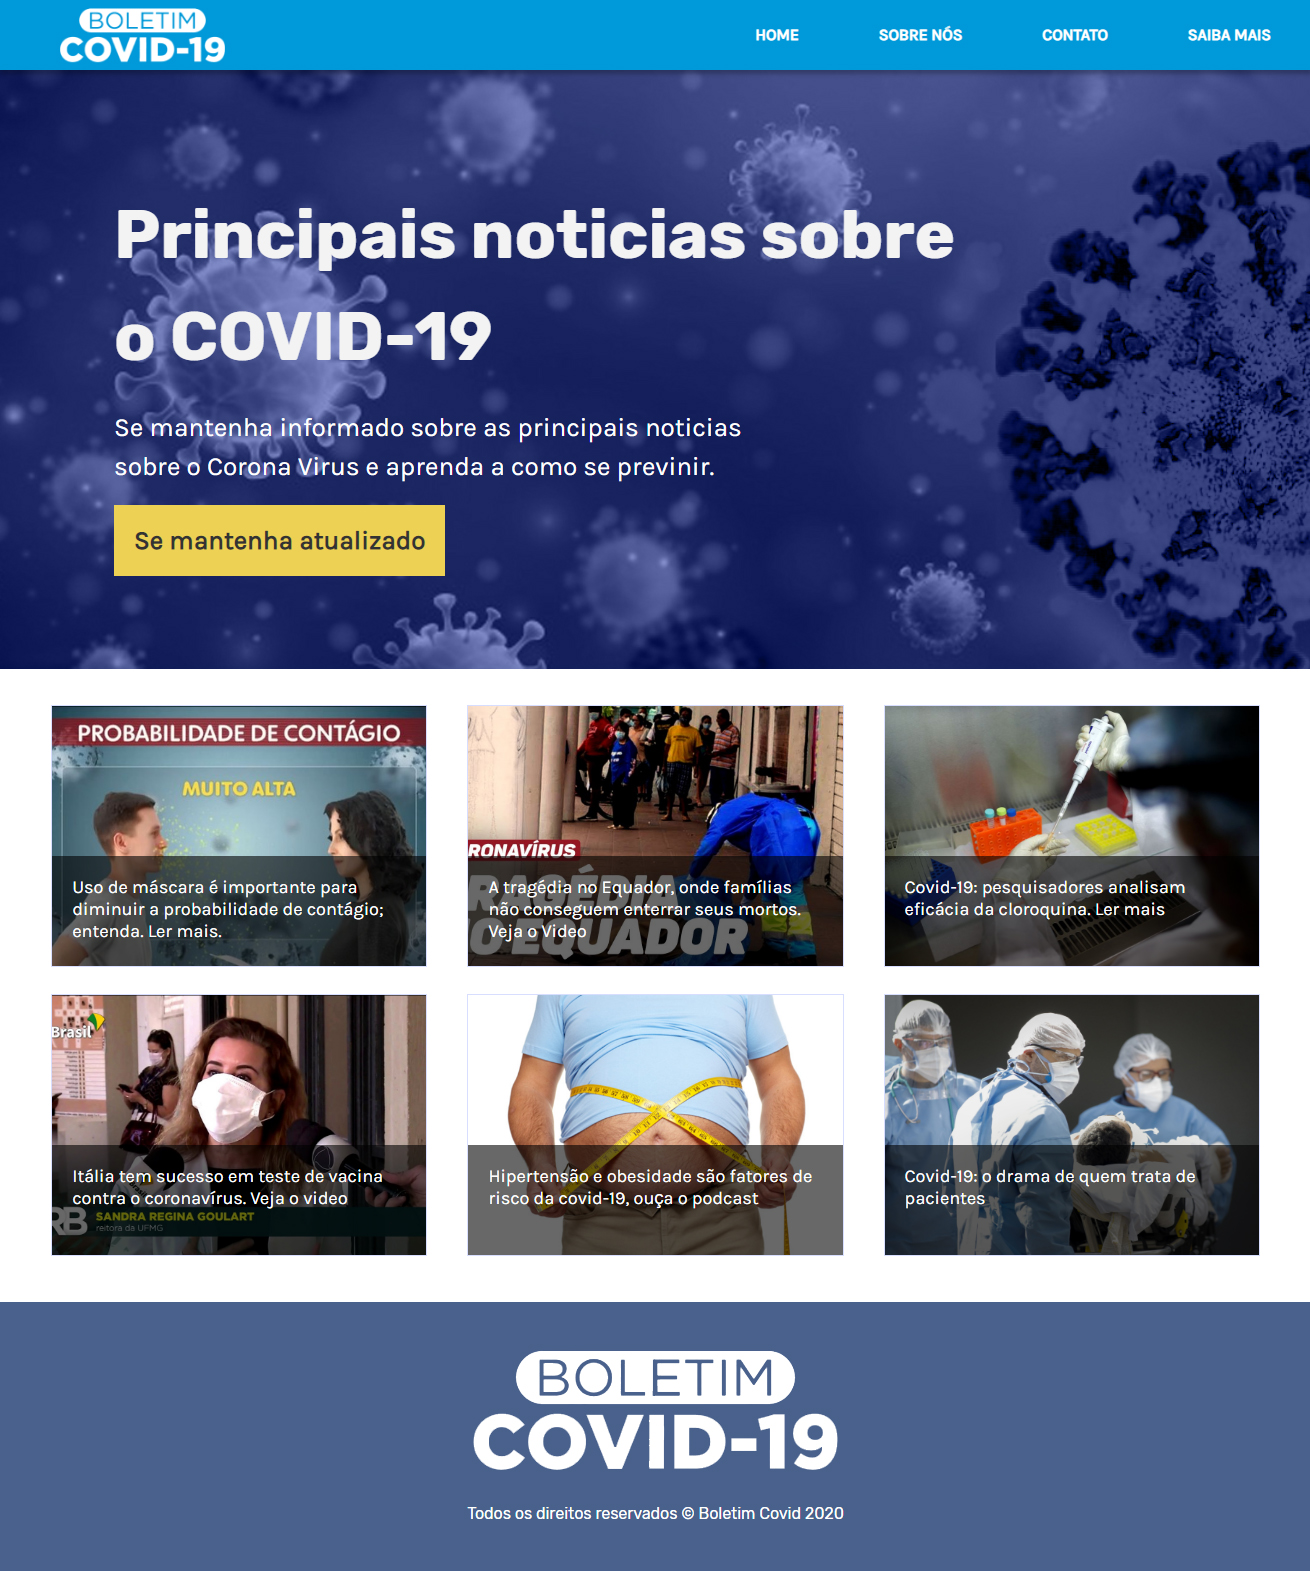 BOLETIM
COVID-19
HOME
SOBRE NÓS
CONTATO
SAIBA MAIS
Principais noticias sobre
o COVID-19
Se mantenha informado sobre as principais noticias
sobre o Corona Virus e aprenda a como se previnir.
Se mantenha atualizado
PROBABILIDADE DE CONTÁGIO
MUITO ALTA
Uso de máscara é importante para
diminuir a probabilidade de contágio;
entenda. Ler mais.
RONAVÍRUS
RAGÉDIA
O EQUADOR
A tragédia no Equador, onde famílias
não conseguem enterrar seus mortos.
Veja o Video
Covid-19: pesquisadores analisam
eficácia da cloroquina. Ler mais
Brasil
Itália tem sucesso em teste de vacina
contra o coronavírus. Veja o video
RB
SANDRA REGINA GOULART
reitora da UFMG
Hipertensão e obesidade são fatores de
risco da covid-19, ouça o podcast
Covid-19: o drama de quem trata de
pacientes
BOLETIM
COVID-19
Todos os direitos reservados © Boletim Covid 2020